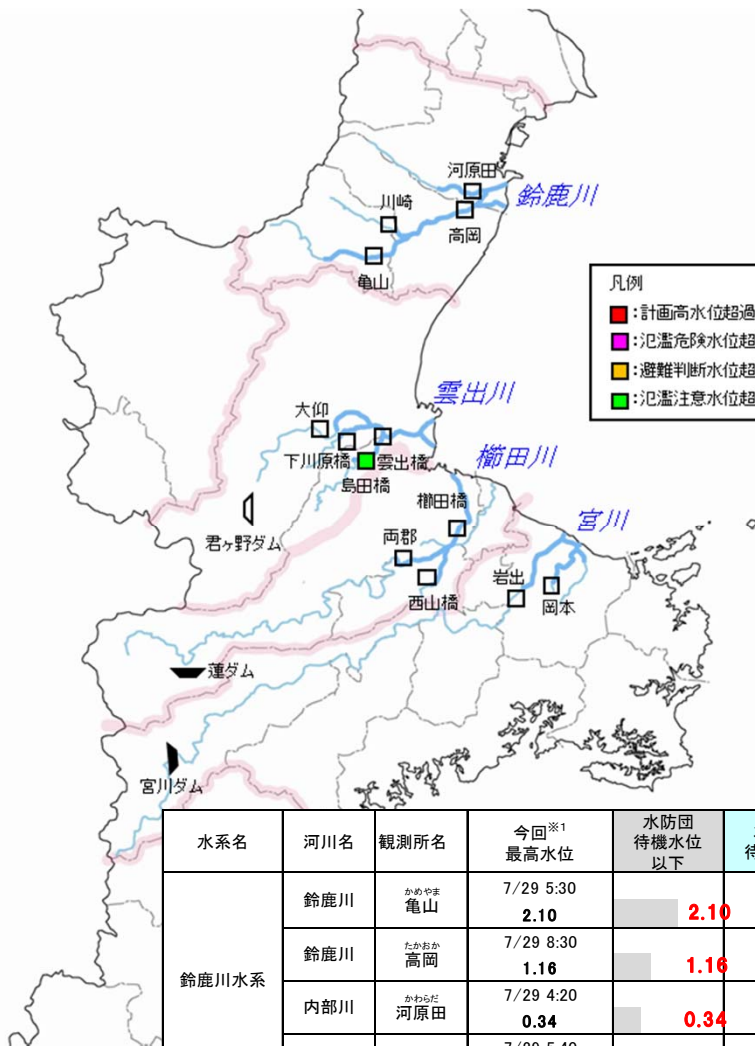 河原田
鈴鹿川
川崎
高岡
亀山
凡例
:計画高水位超過
:氾濫危険水位超
:避難判断水位超
:氾濫注意水位超
雲出川
大仰
下川原橋
雲出橋
島田橋
櫛田川
櫛田橋
君ヶ野ダム
両郡
宮川
西山橋
岩出
岡本
蓮ダム
宮川ダム
水系名 河川名 観測所名 今回※1 最高水位 水防団 待機水位 以下
鈴鹿川水系
鈴鹿川 かめやま 亀山 7/29 5:30 2.10 2.10
鈴鹿川 たかおか 高岡 7/29 8:30 1.16 1.16
内部川 かわらだ 河原田 7/29 4:20 0.34 0.34